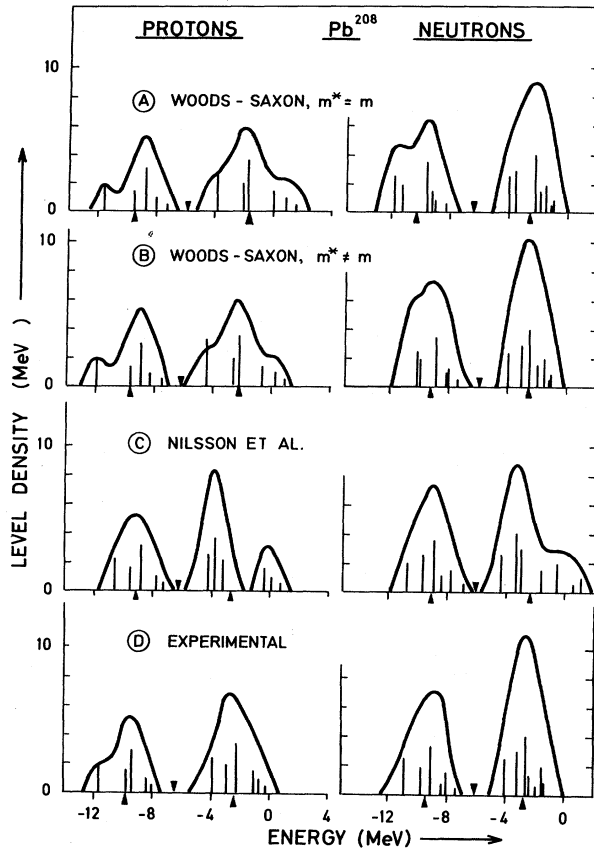 PROTONS Pb208 NEUTRONS
10
A WOODS - SAXON, m* = m
0
10
B WOODS - SAXON, m* ≠ m
0
10
C NILSSON ET AL.
0
10
D EXPERIMENTAL
0
-12 -8 -4 0 4 -12 -8 -4 0
ENERGY (MeV)
LEVEL DENSITY (MeV )